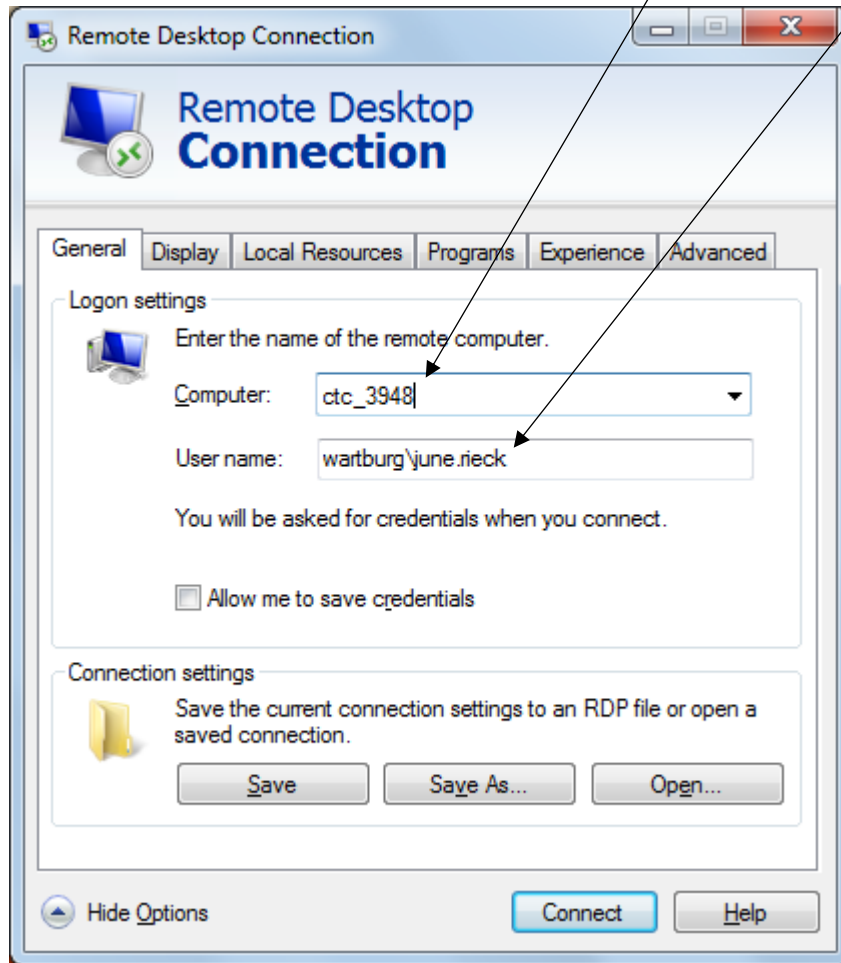 Remote Desktop Connection
Remote Desktop
Connection
General Display Local Resources Programs Experience Advanced
Logon settings
Enter the name of the remote computer.
Computer: ctc_3948
User name: wartburg\june.rieck
You will be asked for credentials when you connect.
Allow me to save credentials
Connection settings
Save the current connection settings to an RDP file or open a
saved connection.
Save Save As... Open...
Hide Options Connect Help